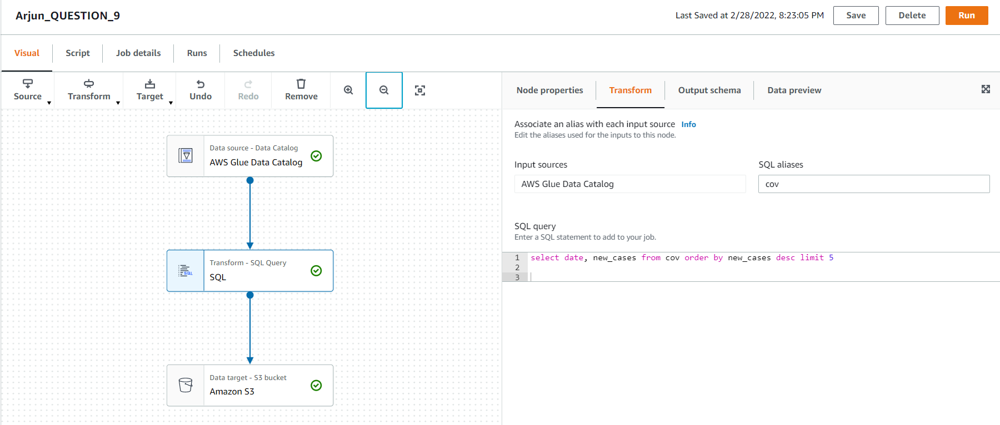 Arjun_QUESTION_9
Last Saved at 2/28/2022, 8:23:05 PM
Save
Delete
Run
Visual
Script
Job details
Runs
Schedules
Source
Transform
Target
Undo
Redo
Remove
Node properties
Transform
Output schema
Data preview
Data source - Data Catalog
AWS Glue Data Catalog
Transform - SQL Query
SQL
SQL
Data target - S3 bucket
Amazon S3
Associate an alias with each input source Info
Edit the aliases used for the inputs to this node.
Input sources
SQL aliases
AWS Glue Data Catalog
cov
SQL query
Enter a SQL statement to add to your job.
1 select date, new_cases from cov order by new_cases desc limit 5
2
3